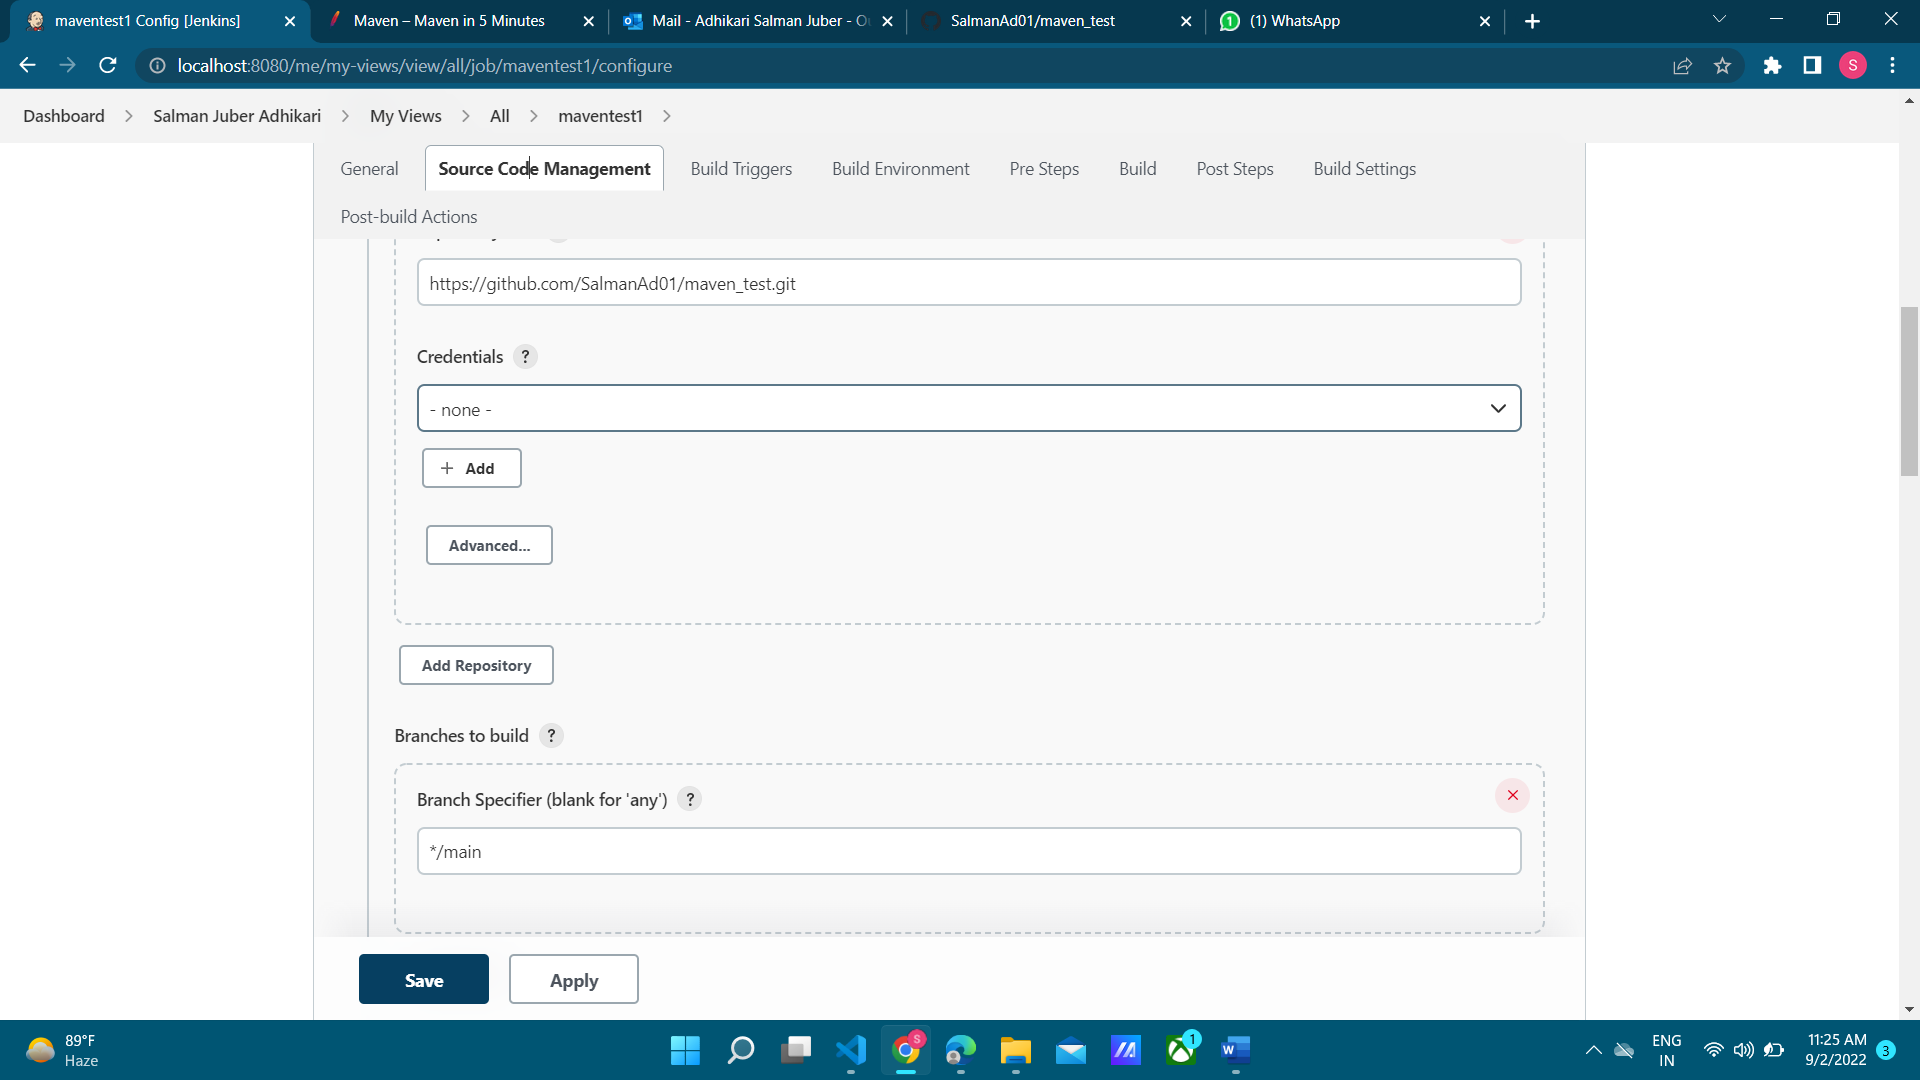 maventest1 Config [Jenkins]
Maven – Maven in 5 Minutes
Mail - Adhikari Salman Juber - Ou
SalmanAd01/maven_test
1 (1) WhatsApp
localhost:8080/me/my-views/view/all/job/maventest1/configure
S
Dashboard
Salman Juber Adhikari
My Views
All
maventest1
General
Source Code Management
Build Triggers
Build Environment
Pre Steps
Build
Post Steps
Build Settings
Post-build Actions
https://github.com/SalmanAd01/maven_test.git
Credentials ?
- none -
+ Add
Advanced...
Add Repository
Branches to build ?
Branch Specifier (blank for 'any') ?
*/main
Save
Apply
89°F
Haze
S
1
W
ENG
IN
11:25 AM
9/2/2022
3